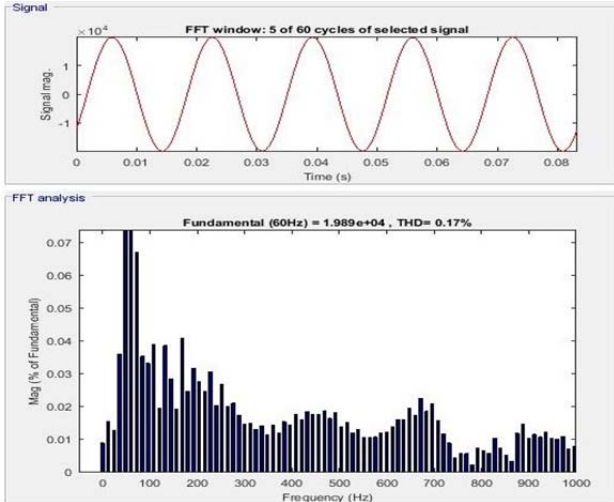 Signal
× 10^4
FFT window: 5 of 60 cycles of selected signal
1
0
-1
Signal mag.
0 0.01 0.02 0.03 0.04 0.05 0.06 0.07 0.08
Time (s)
FFT analysis
Fundamental (60Hz) = 1.989e+04 , THD= 0.17%
0.07
0.06
0.05
0.04
0.03
0.02
0.01
0
Mag (% of Fundamental)
0 100 200 300 400 500 600 700 800 900 1000
Frequency (Hz)